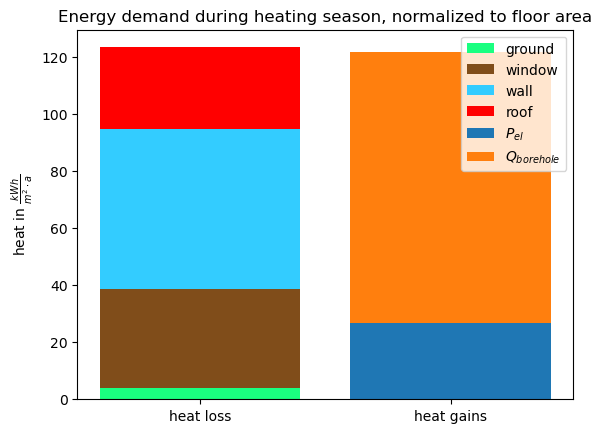 Energy demand during heating season, normalized to floor area
heat in kWh/m²·a
120
100
80
60
40
20
0
ground
window
wall
roof
P_el
Q_borehole
heat loss heat gains